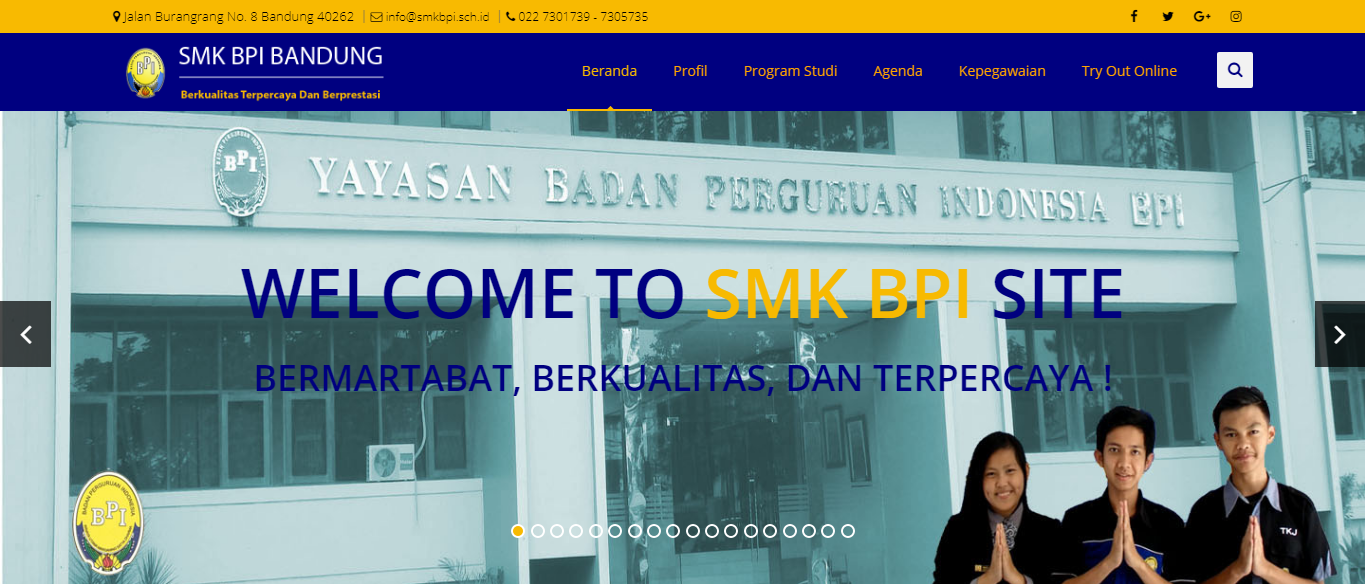 Jalan Burangrang No. 8 Bandung 40262 | info@smkbpi.sch.id | 022 7301739 - 7305735
SMK BPI BANDUNG
Berkualitas Terpercaya Dan Berprestasi
Beranda Profil Program Studi Agenda Kepegawaian Try Out Online
BPI
YAYASAN BADAN PERGURUAN INDONESIA BPI
WELCOME TO SMK BPI SITE
BERMARTABAT, BERKUALITAS, DAN TERPERCAYA !
BADAN PERGURUAN INDONESIA
BPI
TKJ